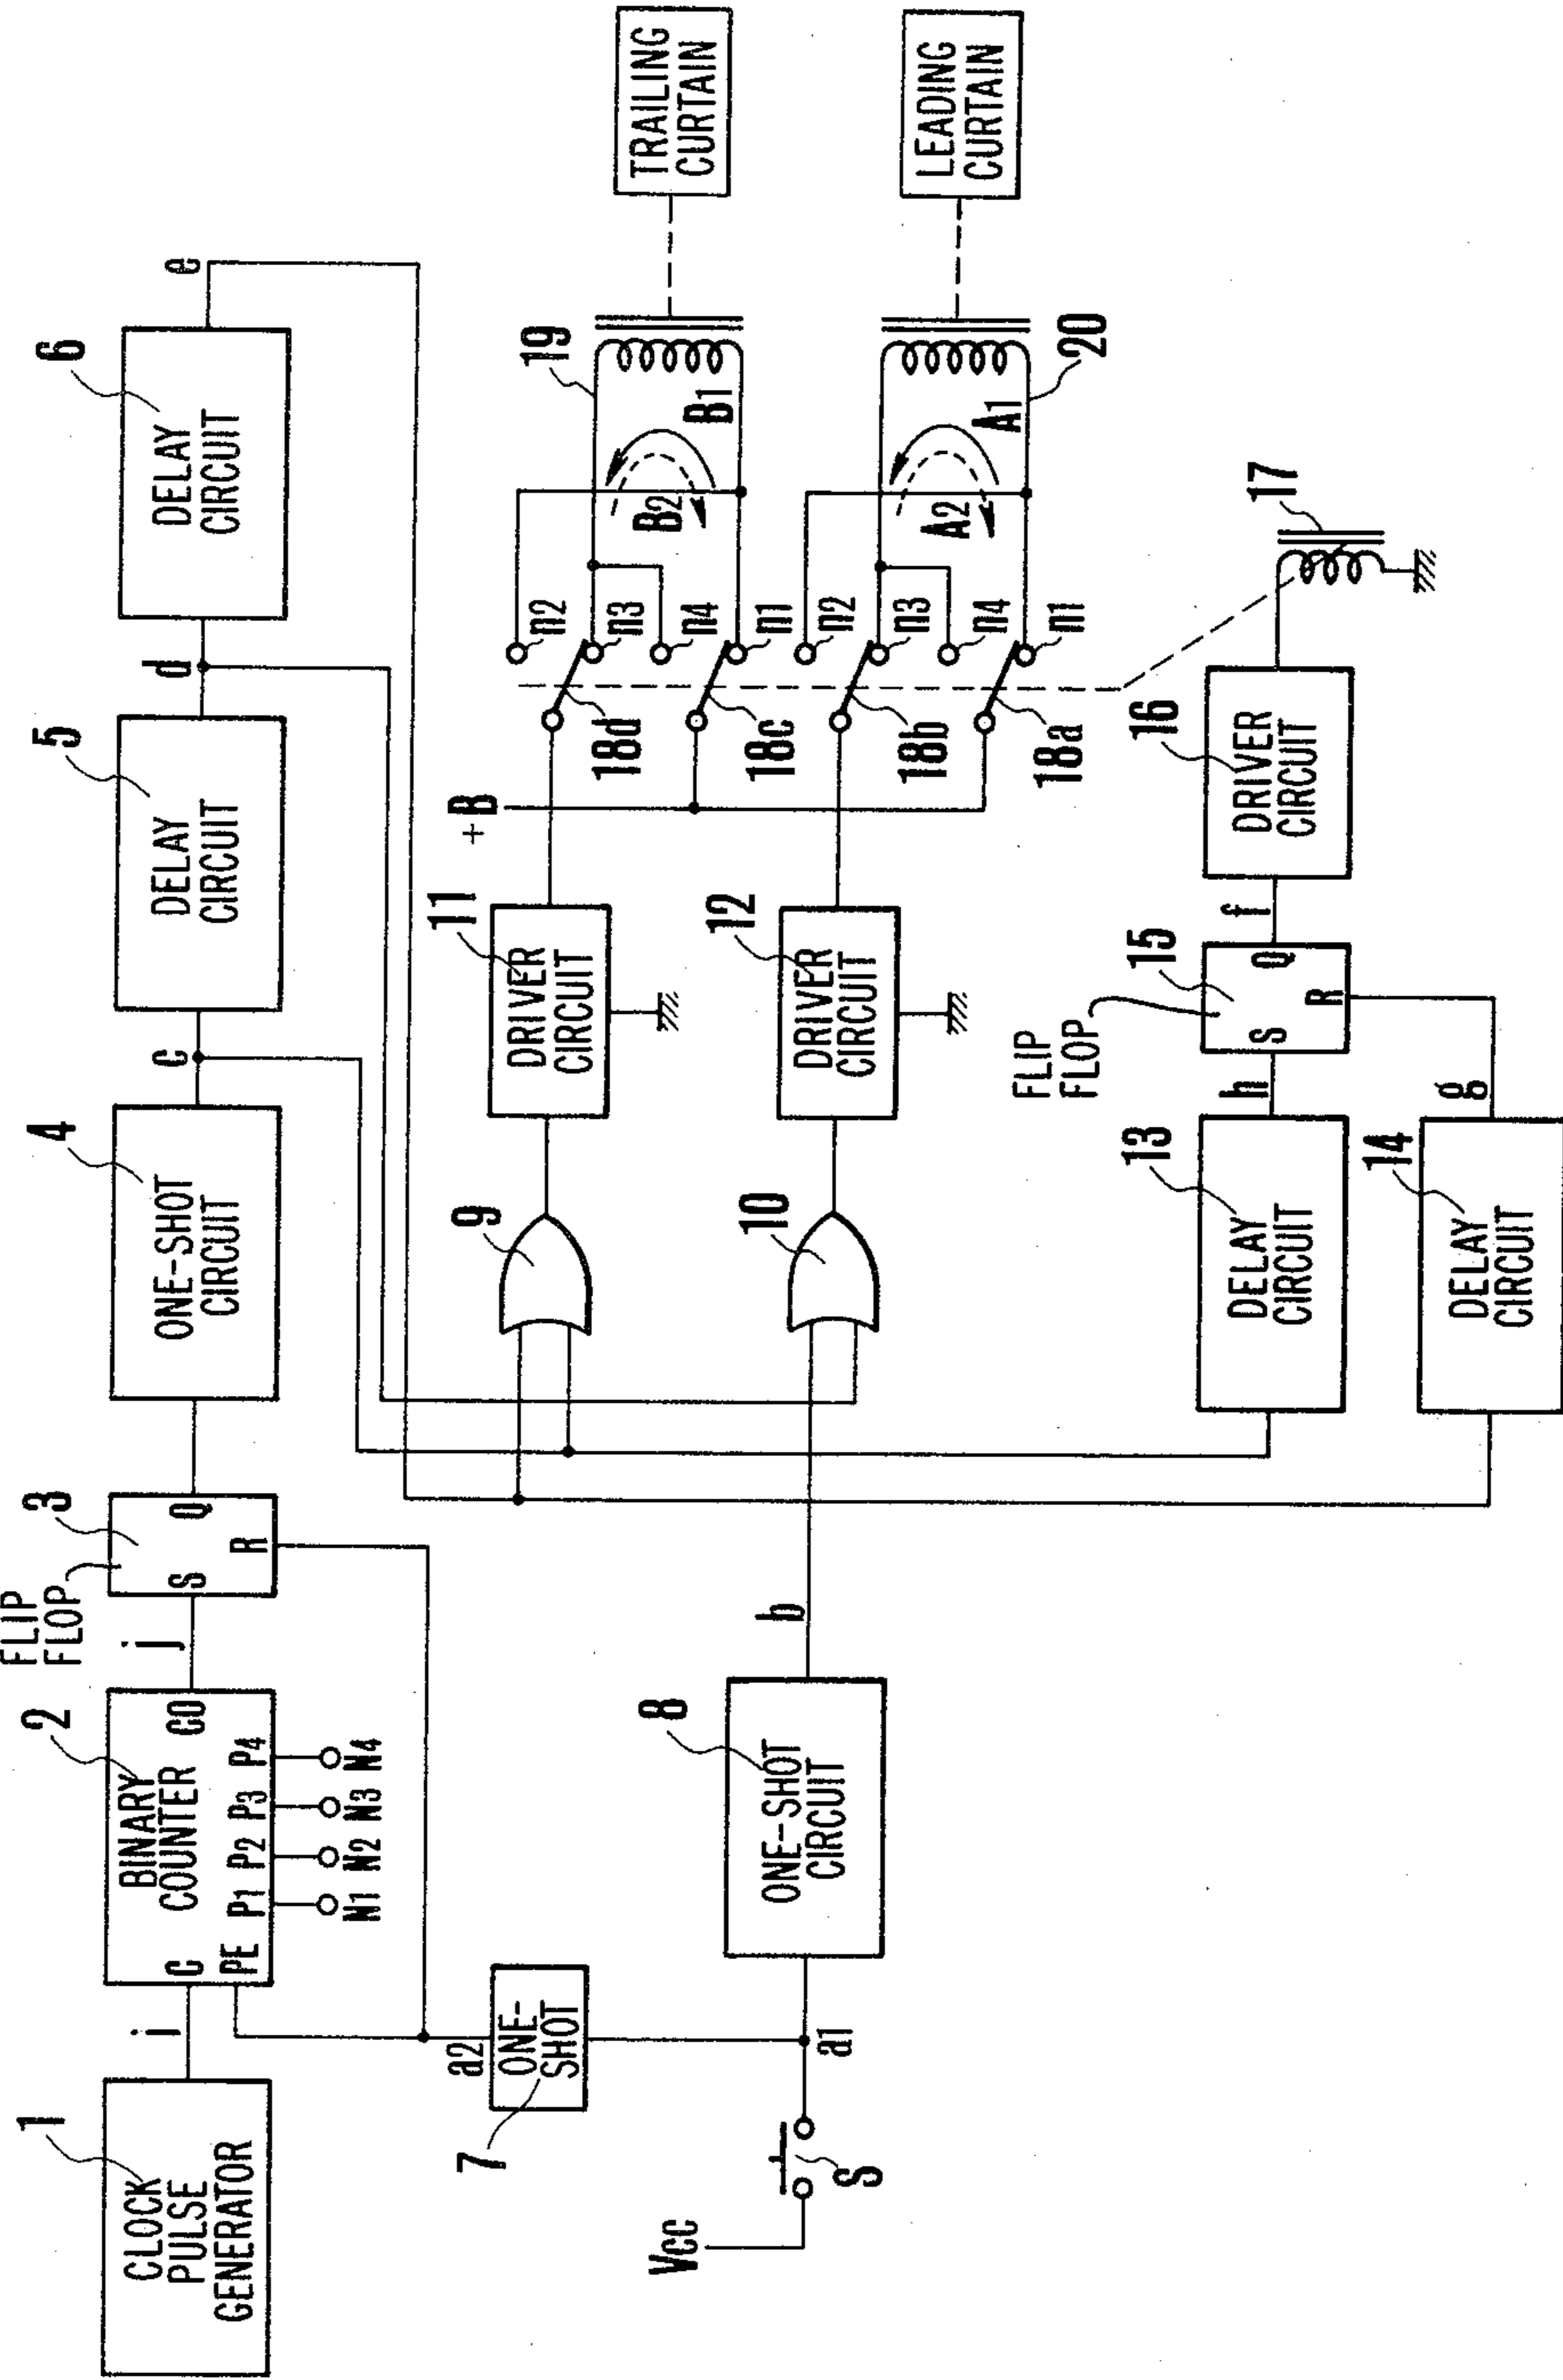 1
CLOCK
PULSE
GENERATOR
i
2
BINARY
COUNTER
C
CO
PE
P1
P2
P3
P4
N1
N2
N3
N4
j
FLIP
FLOP
3
S
Q
R
4
ONE-SHOT
CIRCUIT
c
5
DELAY
CIRCUIT
d
6
DELAY
CIRCUIT
e
a2
ONE-
SHOT
7
Vcc
S
a1
8
ONE-SHOT
CIRCUIT
b
9
10
11
DRIVER
CIRCUIT
12
DRIVER
CIRCUIT
+B
18d
18c
18b
18a
n2
n3
n4
n1
n2
n3
n4
n1
B2
B1
A2
A1
19
20
TRAILING
CURTAIN
LEADING
CURTAIN
13
DELAY
CIRCUIT
14
DELAY
CIRCUIT
h
g
FLIP
FLOP
15
S
Q
R
f
16
DRIVER
CIRCUIT
17